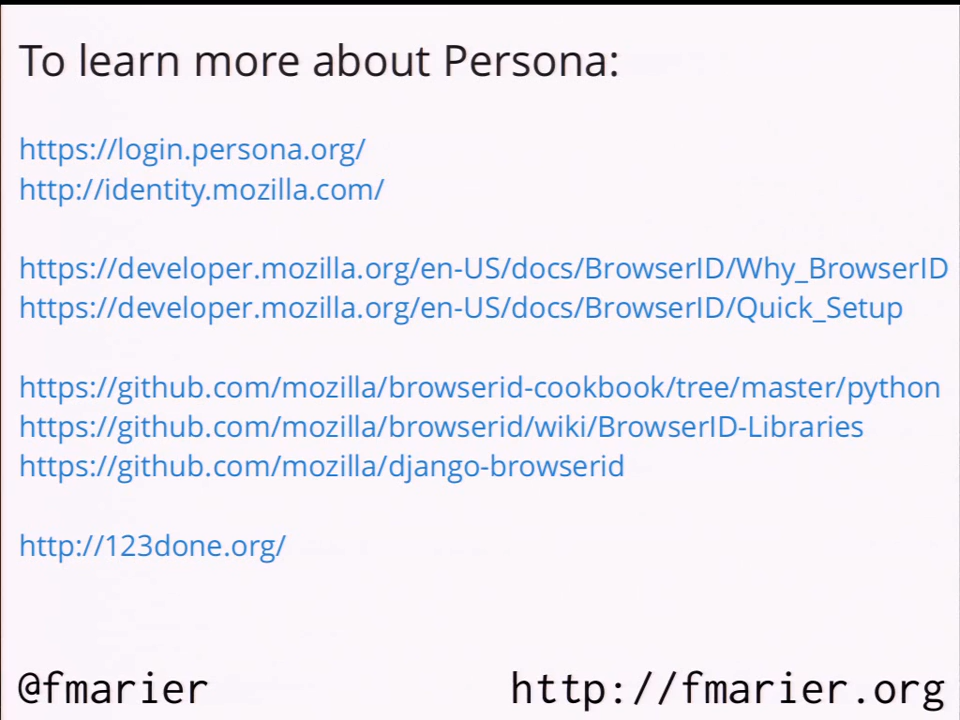 To learn more about Persona:
https://login.persona.org/
http://identity.mozilla.com/
https://developer.mozilla.org/en-US/docs/BrowserID/Why_BrowserID
https://developer.mozilla.org/en-US/docs/BrowserID/Quick_Setup
https://github.com/mozilla/browserid-cookbook/tree/master/python
https://github.com/mozilla/browserid/wiki/BrowserID-Libraries
https://github.com/mozilla/django-browserid
http://123done.org/
@fmarier http://fmarier.org